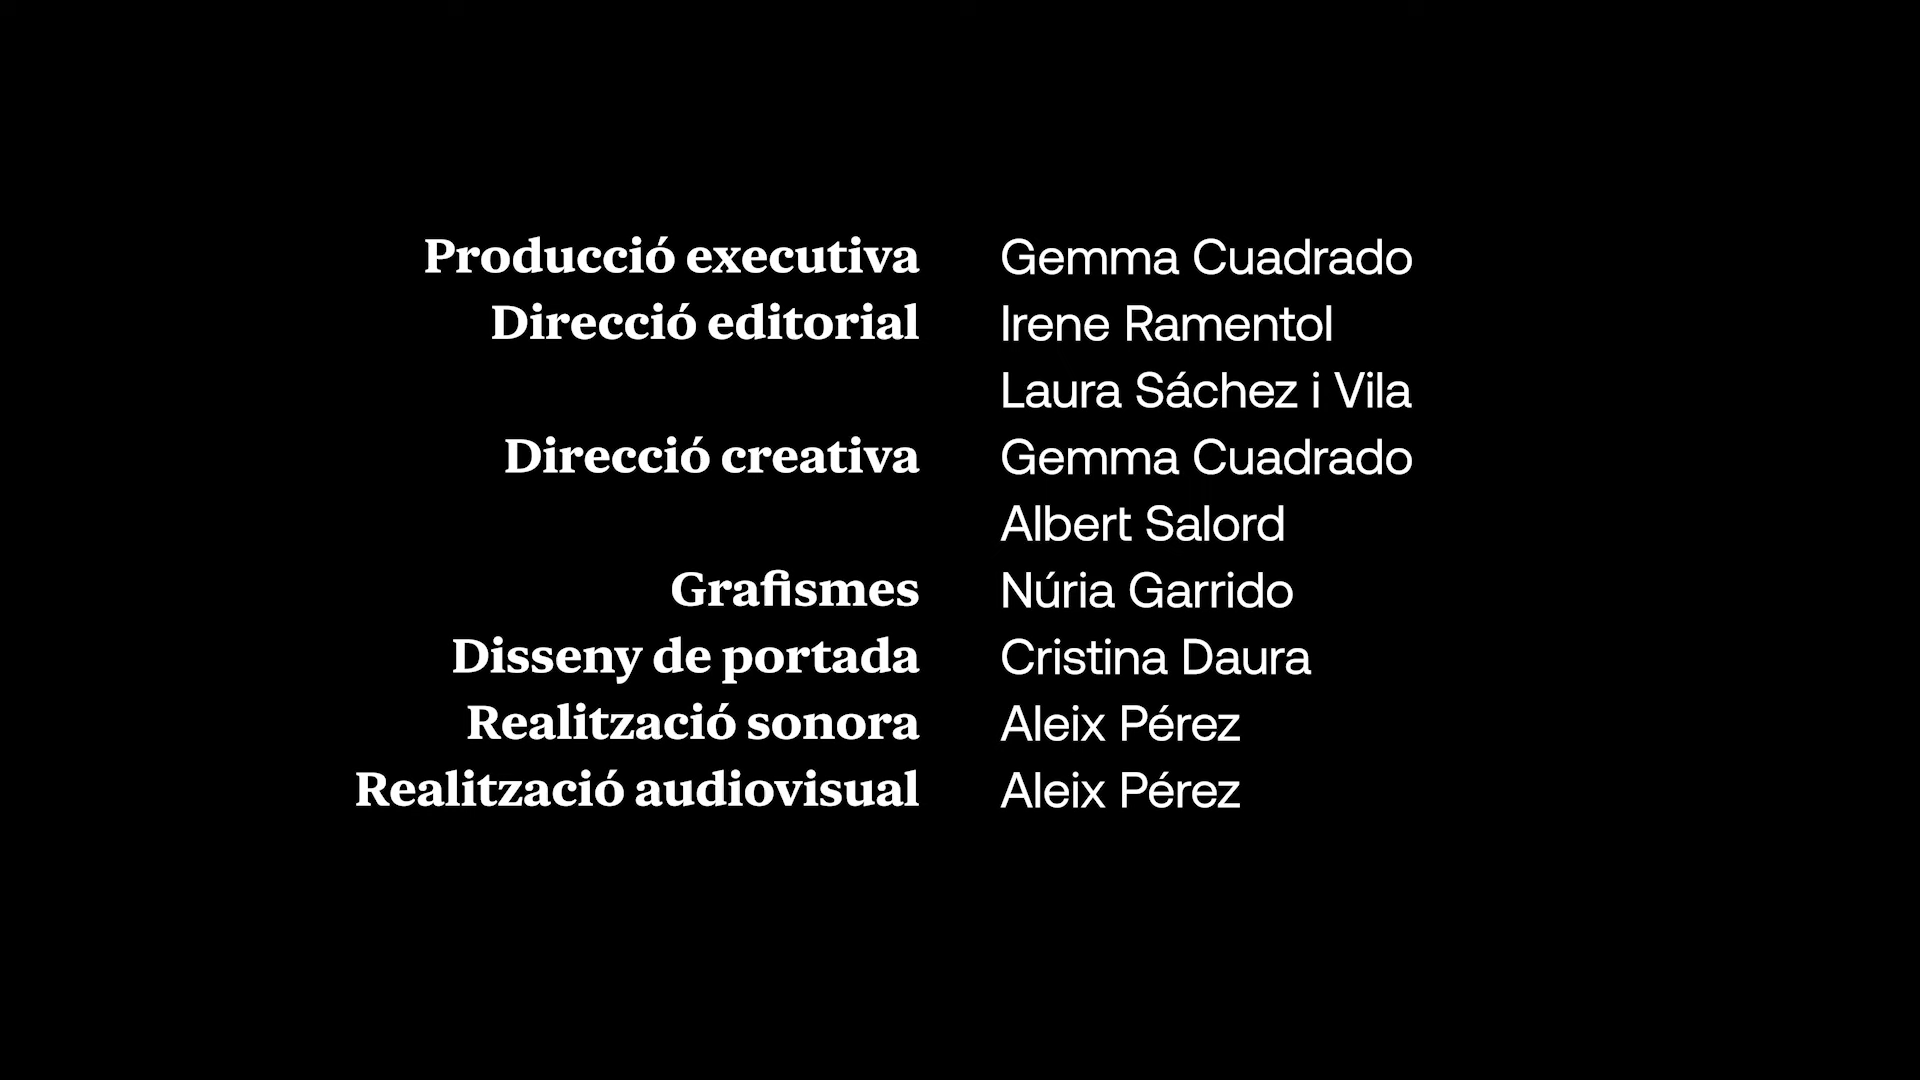 Producció executiva Gemma Cuadrado
Direcció editorial Irene Ramentol
Laura Sáchez i Vila
Direcció creativa Gemma Cuadrado
Albert Salord
Grafismes Núria Garrido
Disseny de portada Cristina Daura
Realització sonora Aleix Pérez
Realització audiovisual Aleix Pérez